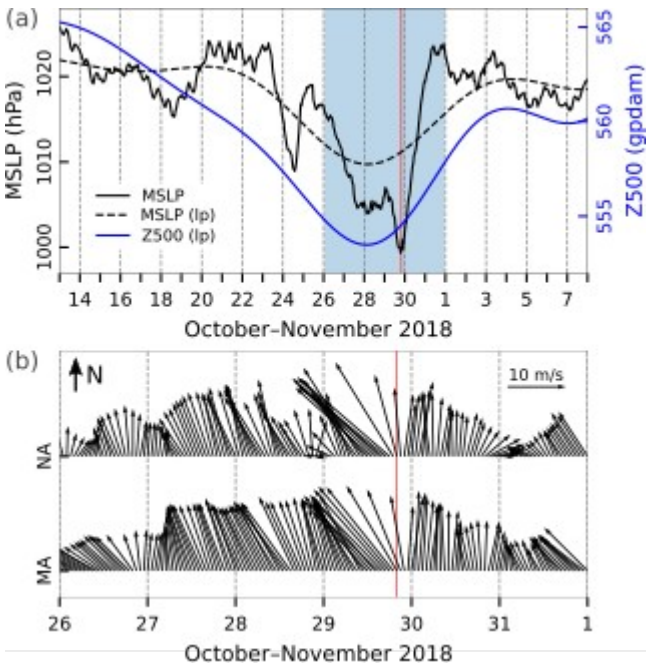 (a)
1020
1010
1000
MSLP (hPa)
MSLP
MSLP (lp)
Z500 (lp)
565
560
555
Z500 (gpdam)
14 16 18 20 22 24 26 28 30 1 3 5 7
October–November 2018
(b)
N
10 m/s
NA
MA
26 27 28 29 30 31 1
October–November 2018